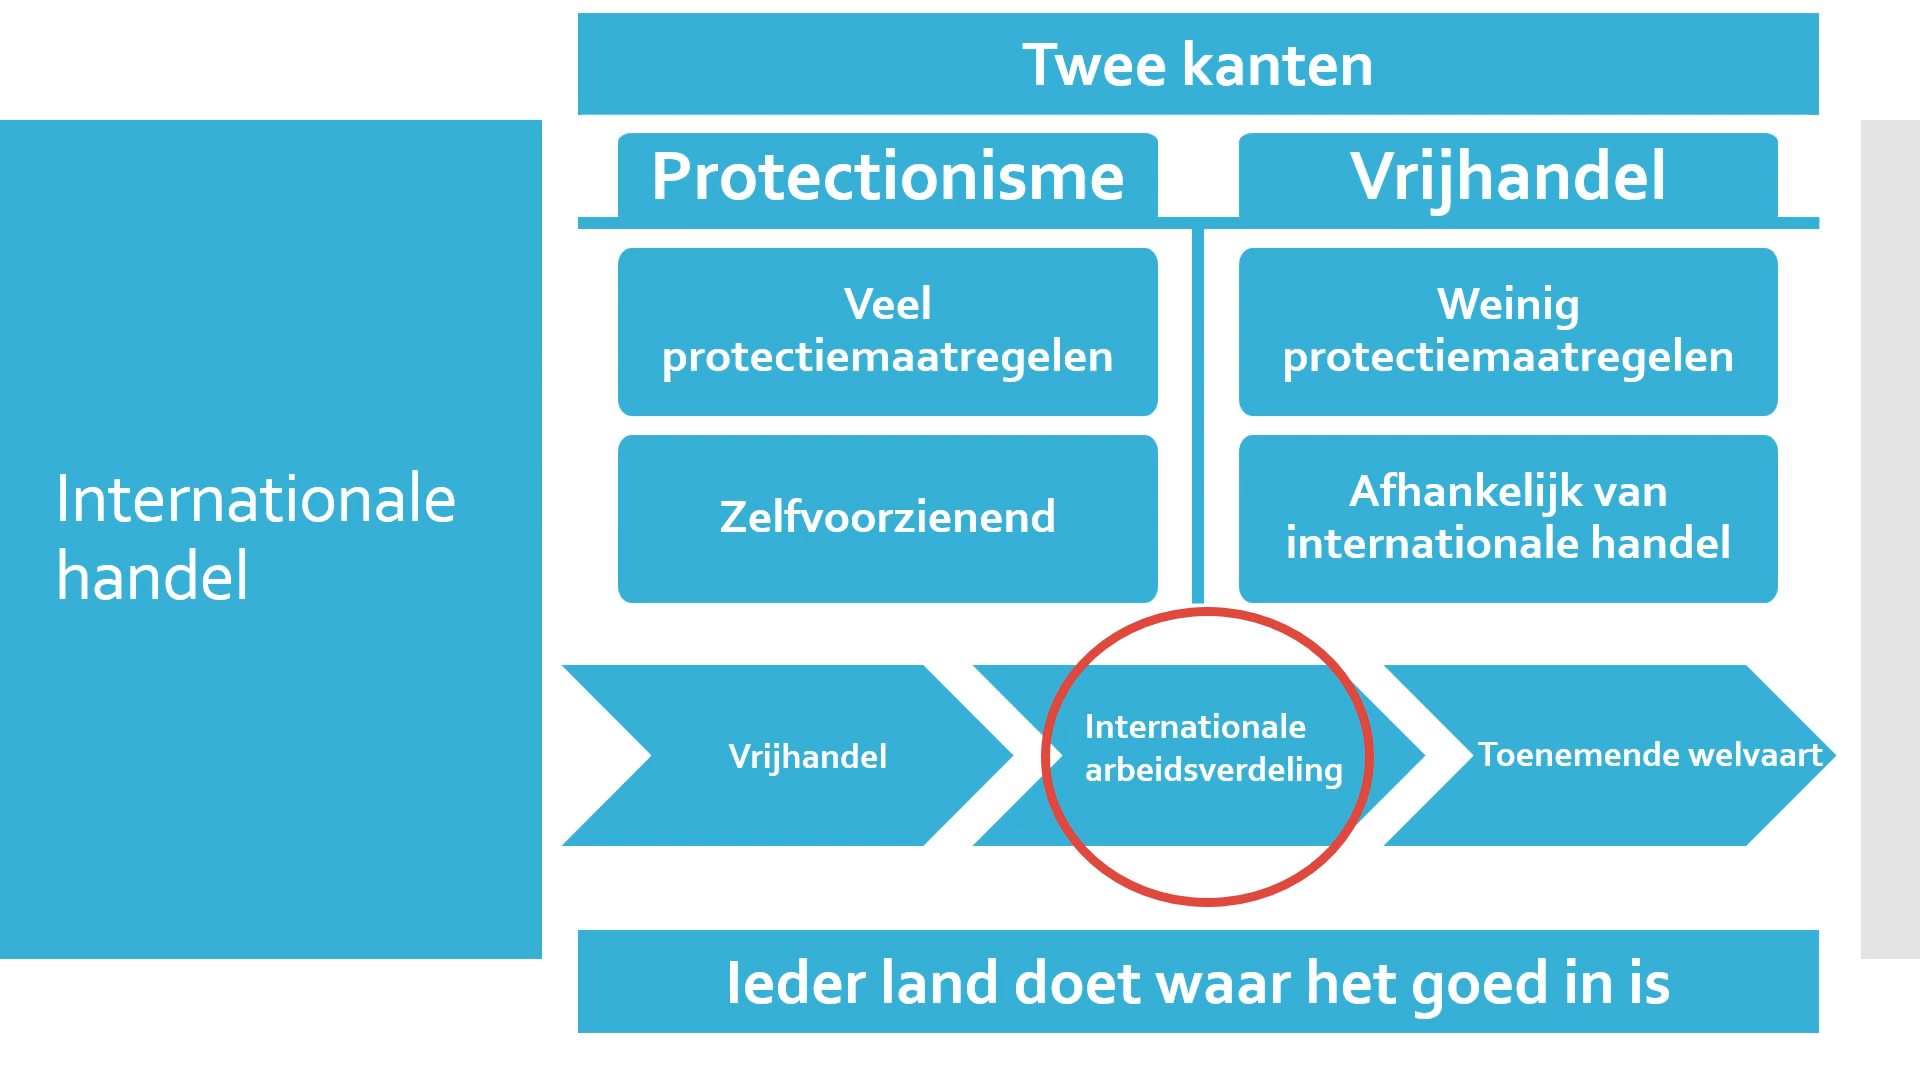 Internationale
handel
Twee kanten
Protectionisme
Vrijhandel
Veel
protectiemaatregelen
Weinig
protectiemaatregelen
Zelfvoorzienend
Afhankelijk van
internationale handel
Vrijhandel
Internationale
arbeidsverdeling
Toenemende welvaart
Ieder land doet waar het goed in is